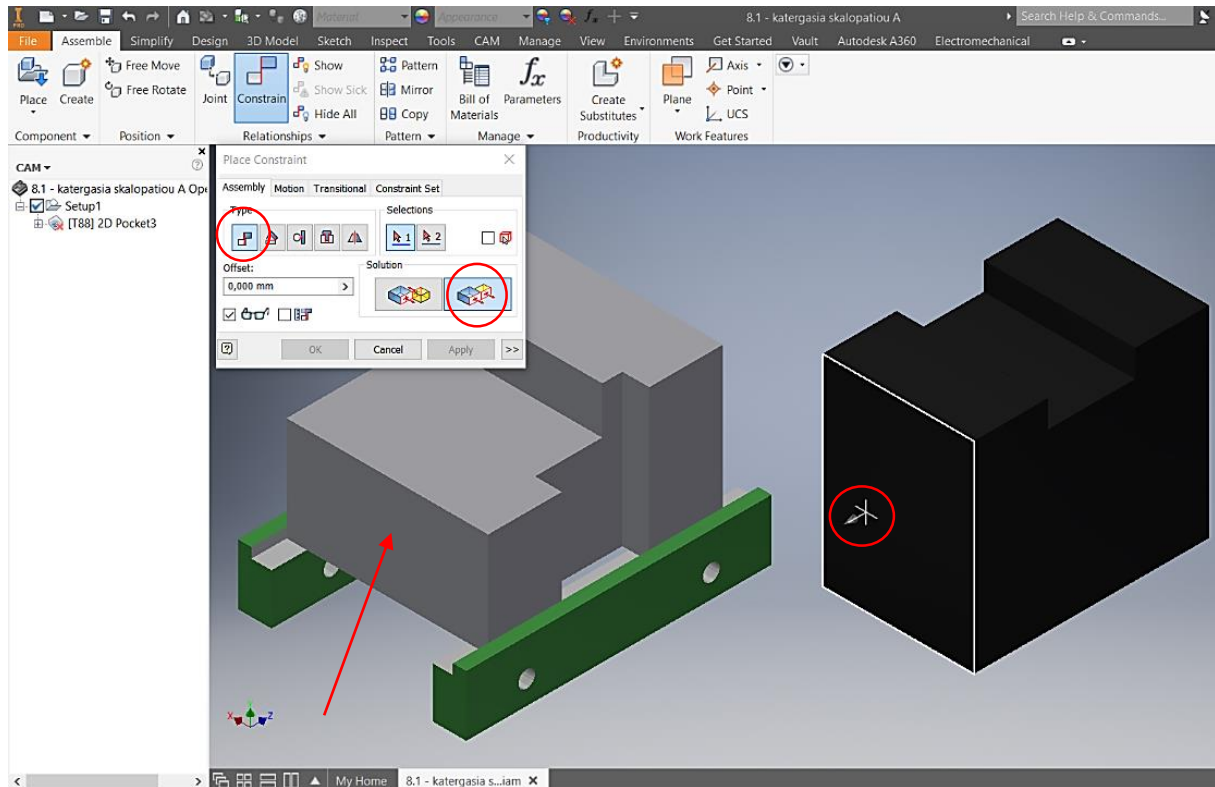 PRO
Material
Appearance
fx
8.1 - katergasia skalopatiou A
Search Help & Commands...
File Assemble Simplify Design 3D Model Sketch Inspect Tools CAM Manage View Environments Get Started Vault Autodesk A360 Electromechanical
Place
Create
Free Move
Free Rotate
Joint
Constrain
Show
Show Sick
Hide All
Pattern
Mirror
Copy
Bill of
Materials
fx
Parameters
Create
Substitutes
Plane
Axis
Point
UCS
Component Position Relationships Pattern Manage Productivity Work Features
CAM
8.1 - katergasia skalopatiou A Ope
Setup1
[T88] 2D Pocket3
Place Constraint
Assembly Motion Transitional Constraint Set
Type
Selections
1 2
Offset:
Solution
0,000 mm
OK Cancel Apply >>
X Z
My Home 8.1 - katergasia s...iam